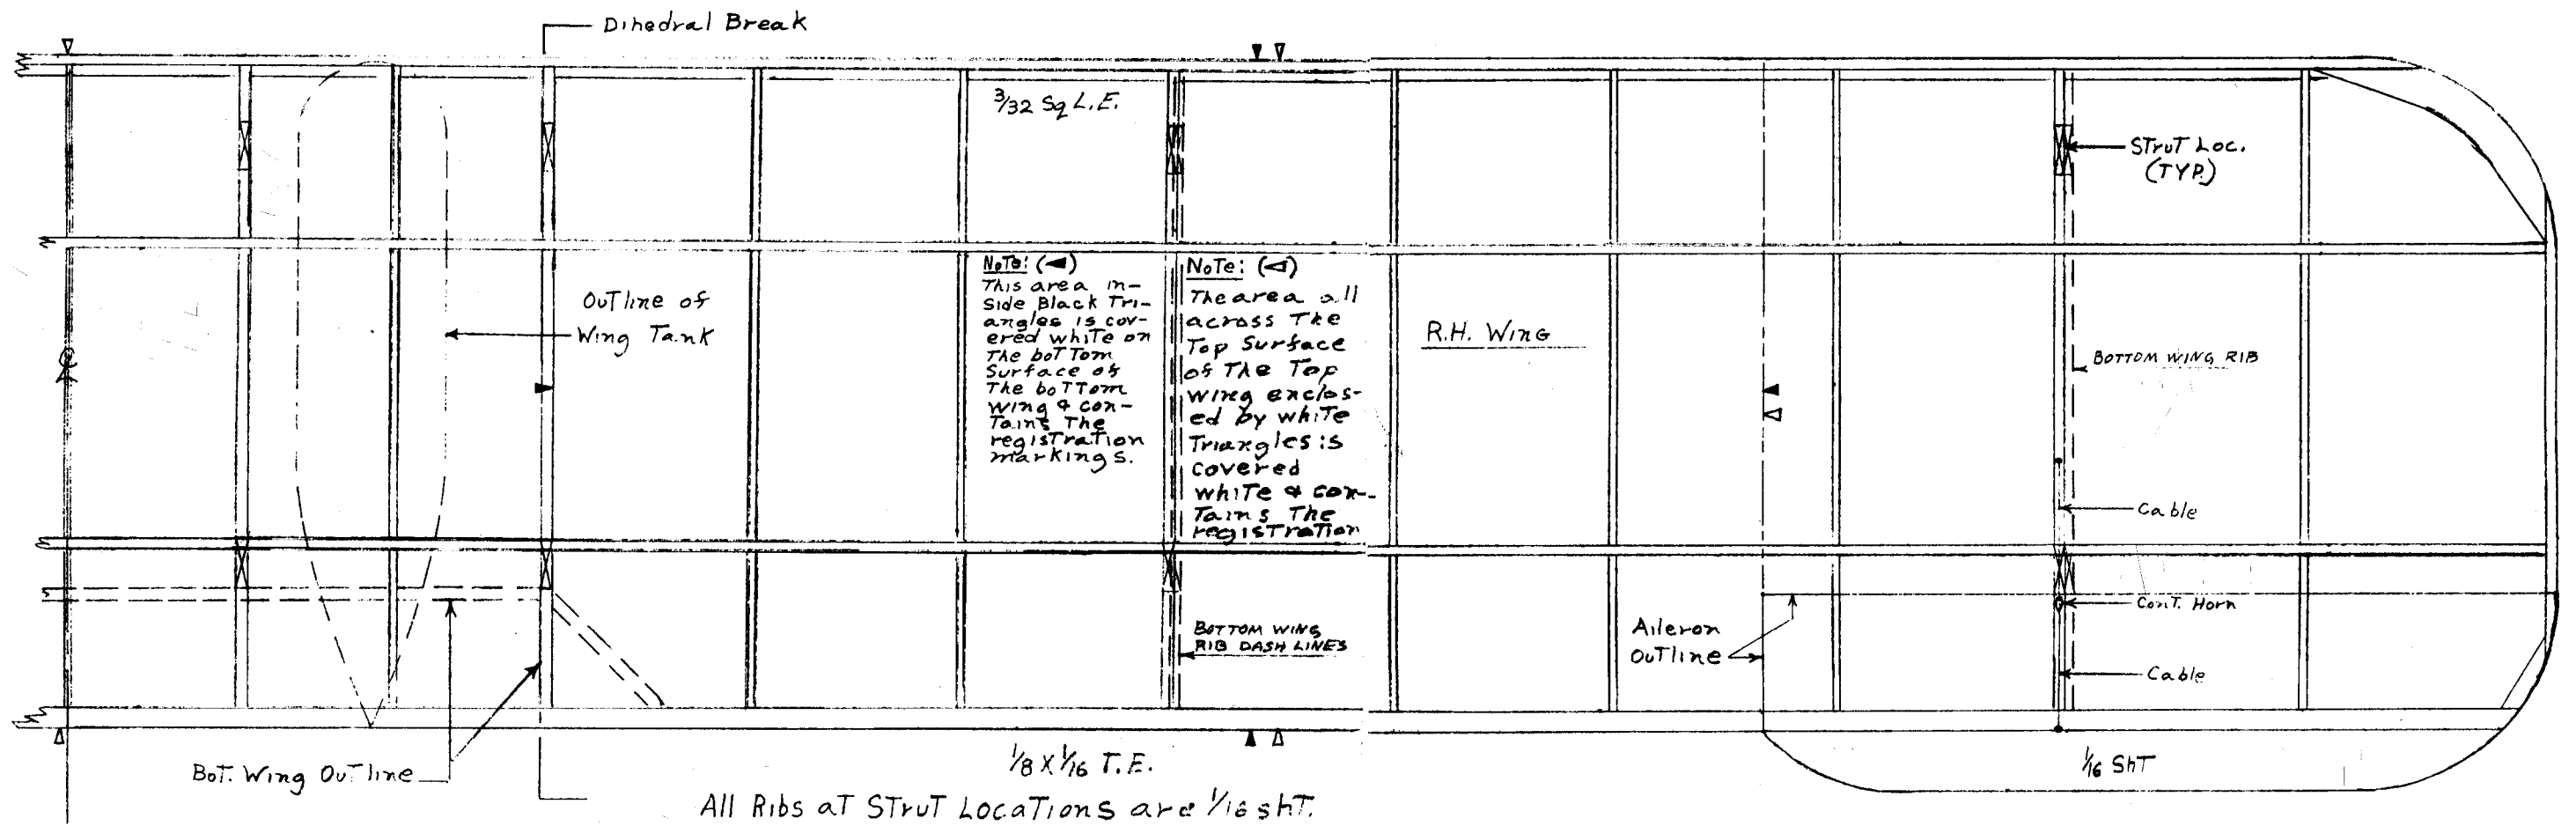 Dihedral Break
3/32 Sq L.E.
STruT Loc.
(TYP.)
OuTline of
Wing Tank
NoTe: (◀)
This area in-
Side Black Tri-
angles is cov-
ered white on
The boTTom
Surface of
The boTTom
wing & con-
Tains The
regisTraTion
markings.
NoTe: (◁)
The area all
across The
Top Surface
of The Top
wing enclos-
ed by white
Triangles is
covered
whiTe & con-
Tains The
regisTraTion
R.H. WING
BOTTOM WING RIB
Cable
ConT. Horn
Cable
BOTTOM WING
RIB DASH LINES
Aileron
OuTline
BoT. Wing OuTline
1/8 X 1/16 T.E.
1/16 ShT
All Ribs aT STruT LocaTions are 1/16 shT.